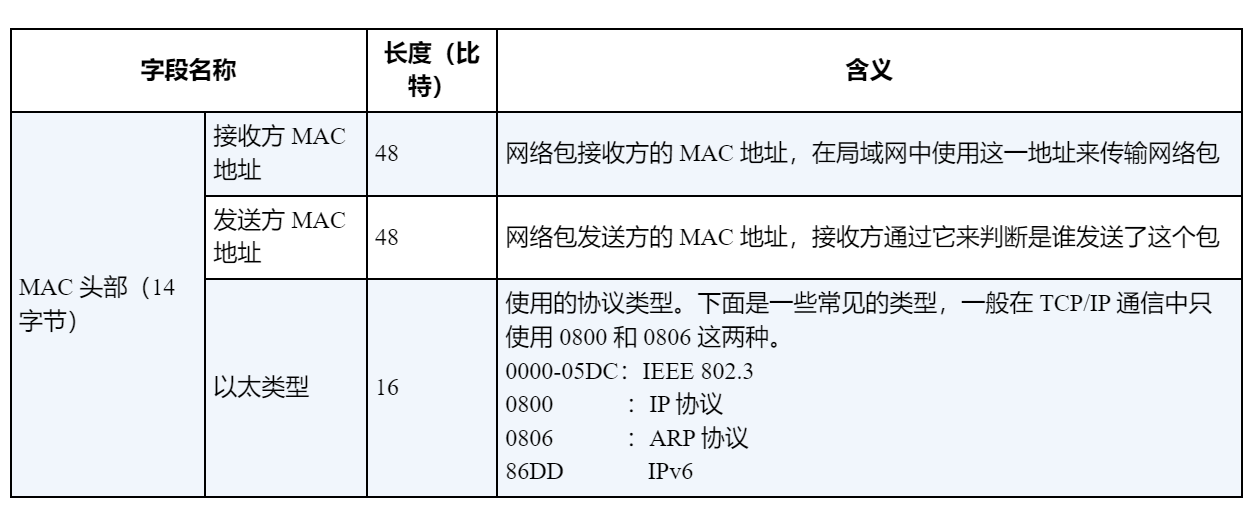 字段名称
长度（比
特）
含义
MAC 头部（14
字节）
接收方 MAC
地址
48
网络包接收方的 MAC 地址，在局域网中使用这一地址来传输网络包
发送方 MAC
地址
48
网络包发送方的 MAC 地址，接收方通过它来判断是谁发送了这个包
以太类型
16
使用的协议类型。下面是一些常见的类型，一般在 TCP/IP 通信中只
使用 0800 和 0806 这两种。
0000-05DC：IEEE 802.3
0800 ：IP 协议
0806 ：ARP 协议
86DD IPv6